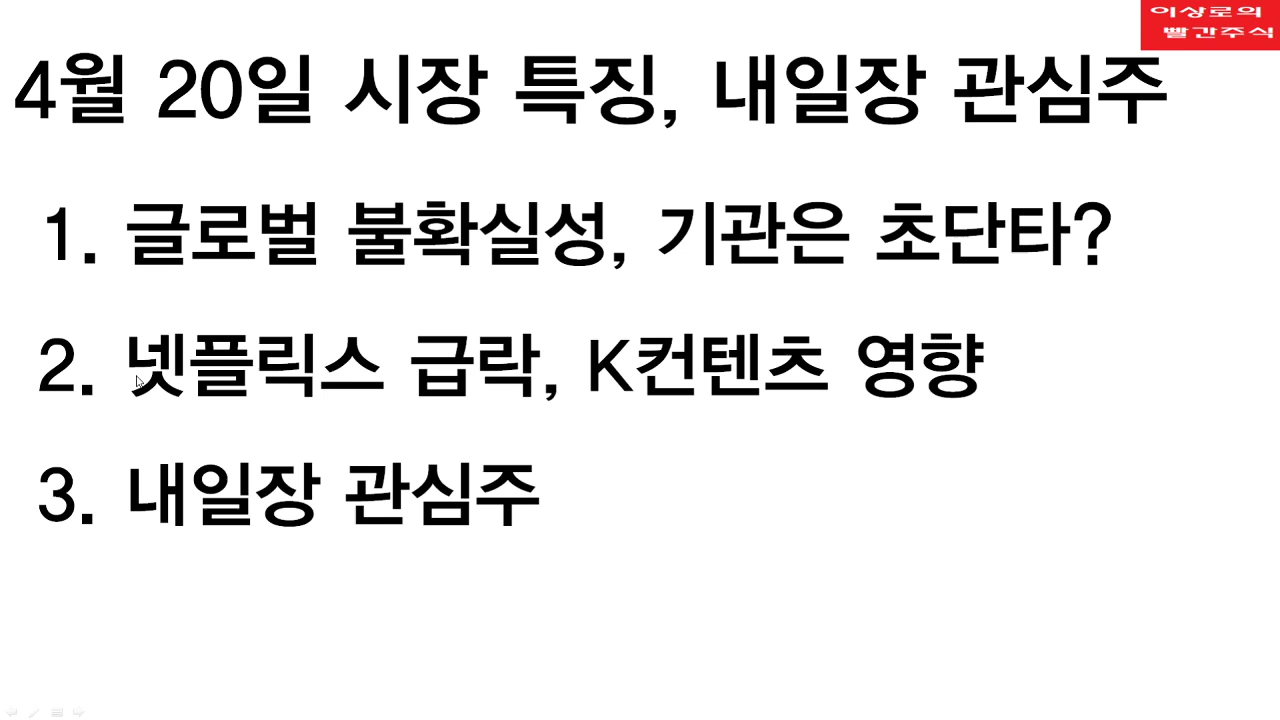 이상로의
빨간주식
4월 20일 시장 특징, 내일장 관심주
1. 글로벌 불확실성, 기관은 초단타?
2. 넷플릭스 급락, K컨텐츠 영향
3. 내일장 관심주